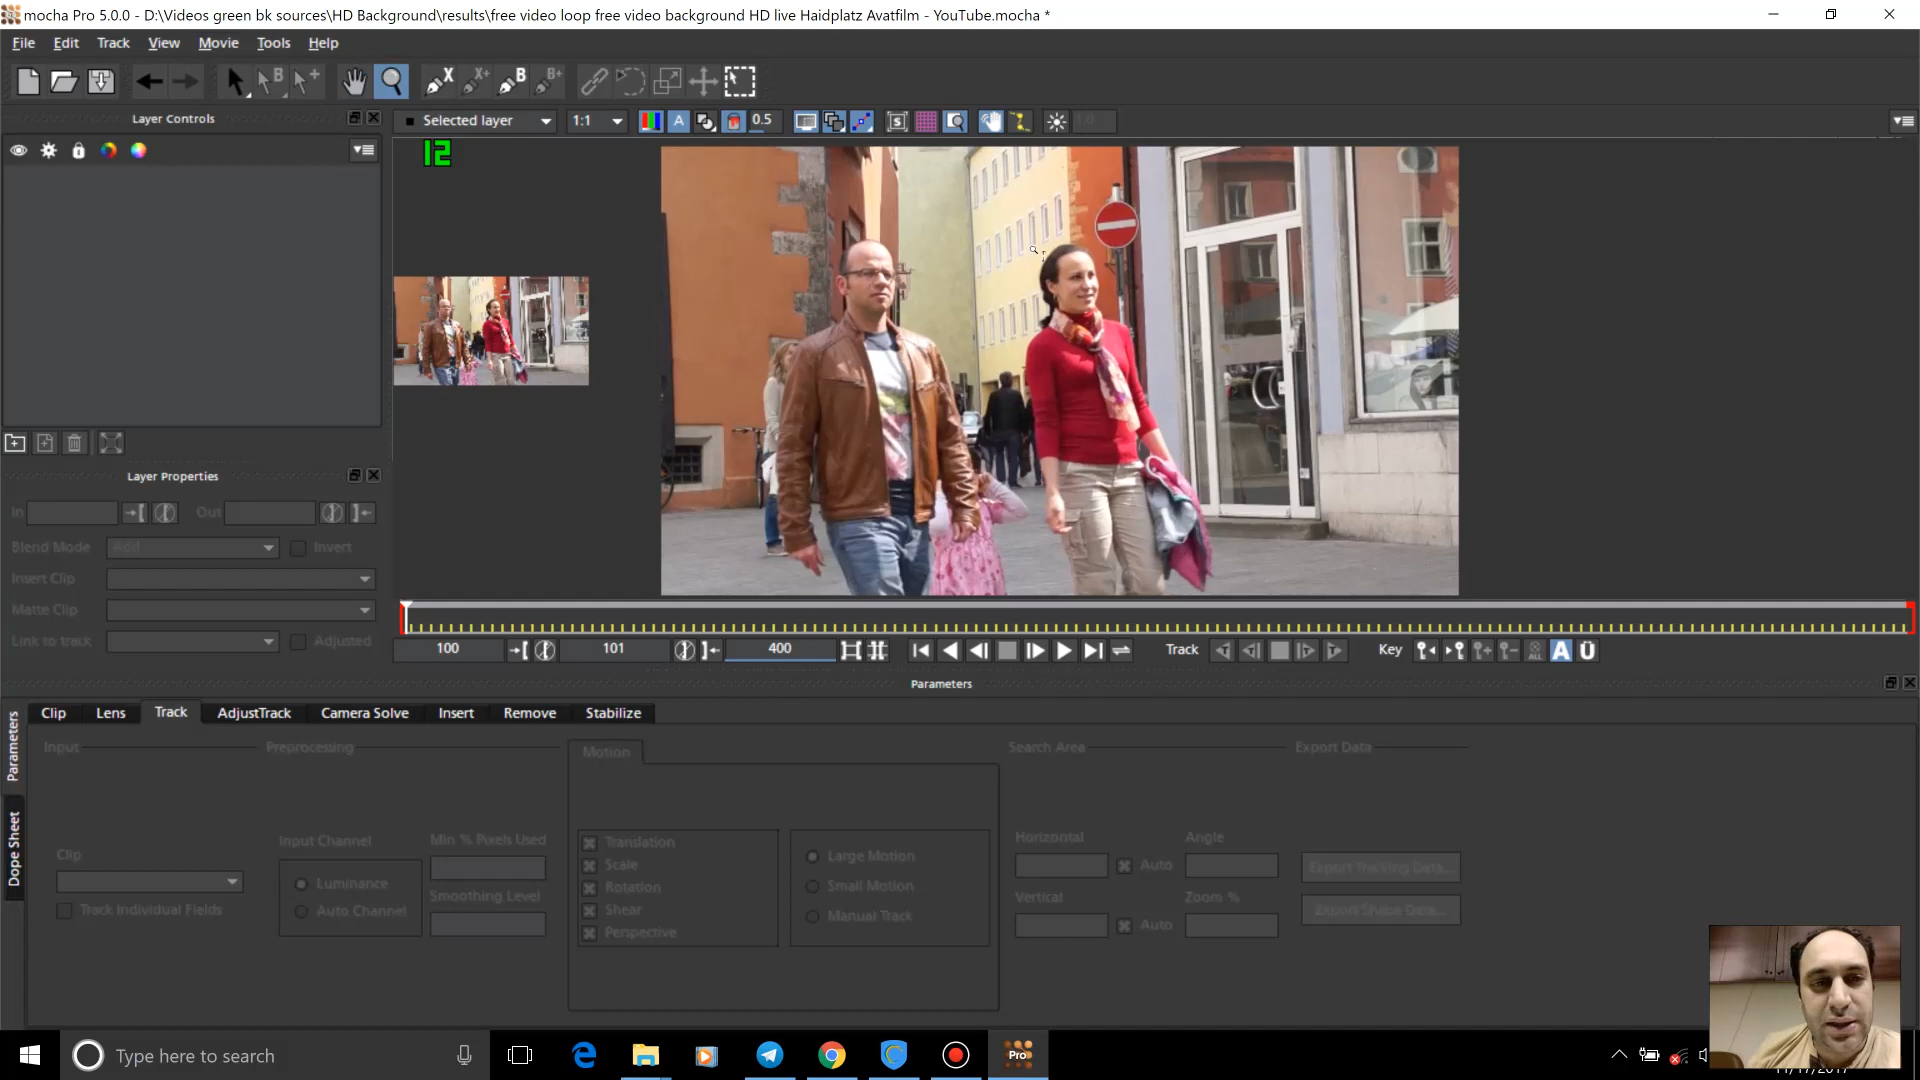 mocha Pro 5.0.0 - D:\Videos green bk sources\HD Background\results\free video loop free video background HD live Haidplatz Avatfilm - YouTube.mocha *
File Edit Track View Movie Tools Help
X X+ B B+
Layer Controls
Selected layer 1:1 A 0.5 S 1.0
12
Layer Properties
In Out
Blend Mode Add Invert
Insert Clip
Matte Clip
Link to track Adjusted
100 101 400 Track Key ALL A Ü
Parameters
Clip Lens Track AdjustTrack Camera Solve Insert Remove Stabilize
Parameters
Dope Sheet
Input Preprocessing Motion Search Area Export Data
Clip
Track Individual Fields
Input Channel
Luminance
Auto Channel
Min % Pixels Used
Smoothing Level
Translation
Scale
Rotation
Shear
Perspective
Large Motion
Small Motion
Manual Track
Horizontal Angle
Auto
Vertical Zoom %
Auto
Export Tracking Data...
Export Shape Data...
Type here to search
Pro